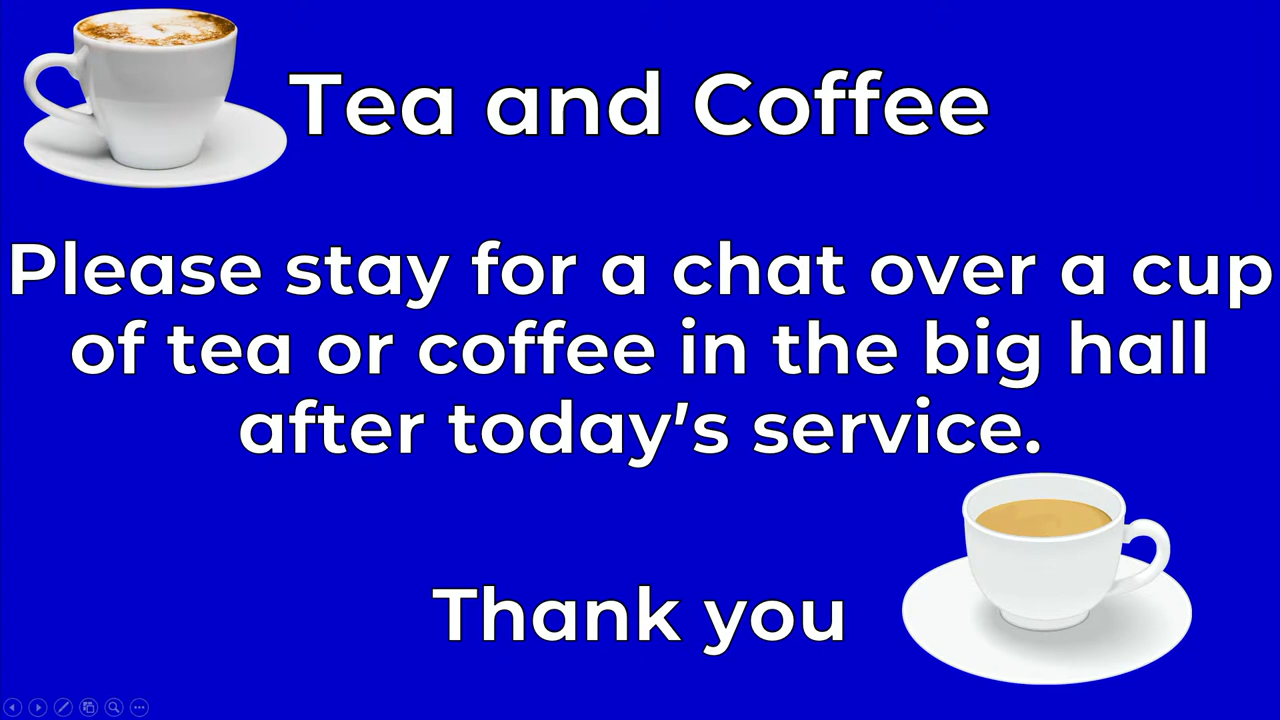 Tea and Coffee
Please stay for a chat over a cup
of tea or coffee in the big hall
after today’s service.
Thank you